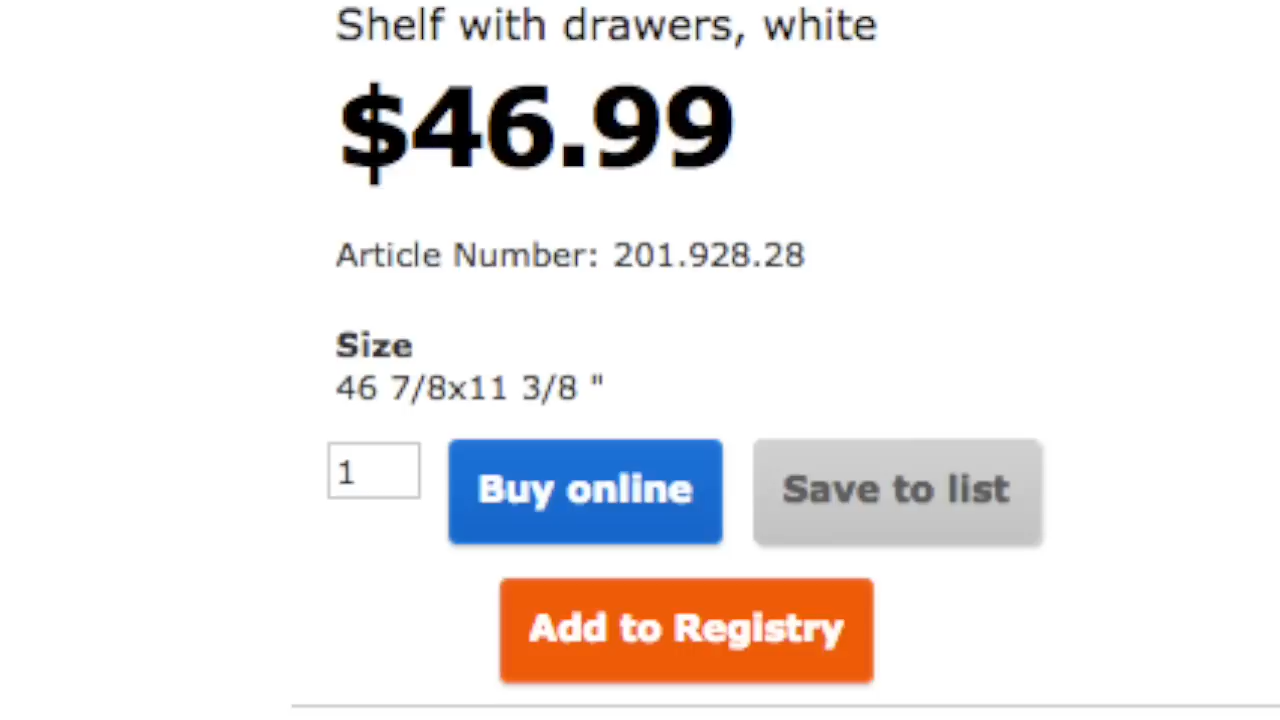 Shelf with drawers, white
$46.99
Article Number: 201.928.28
Size
46 7/8x11 3/8 "
1 Buy online Save to list
Add to Registry